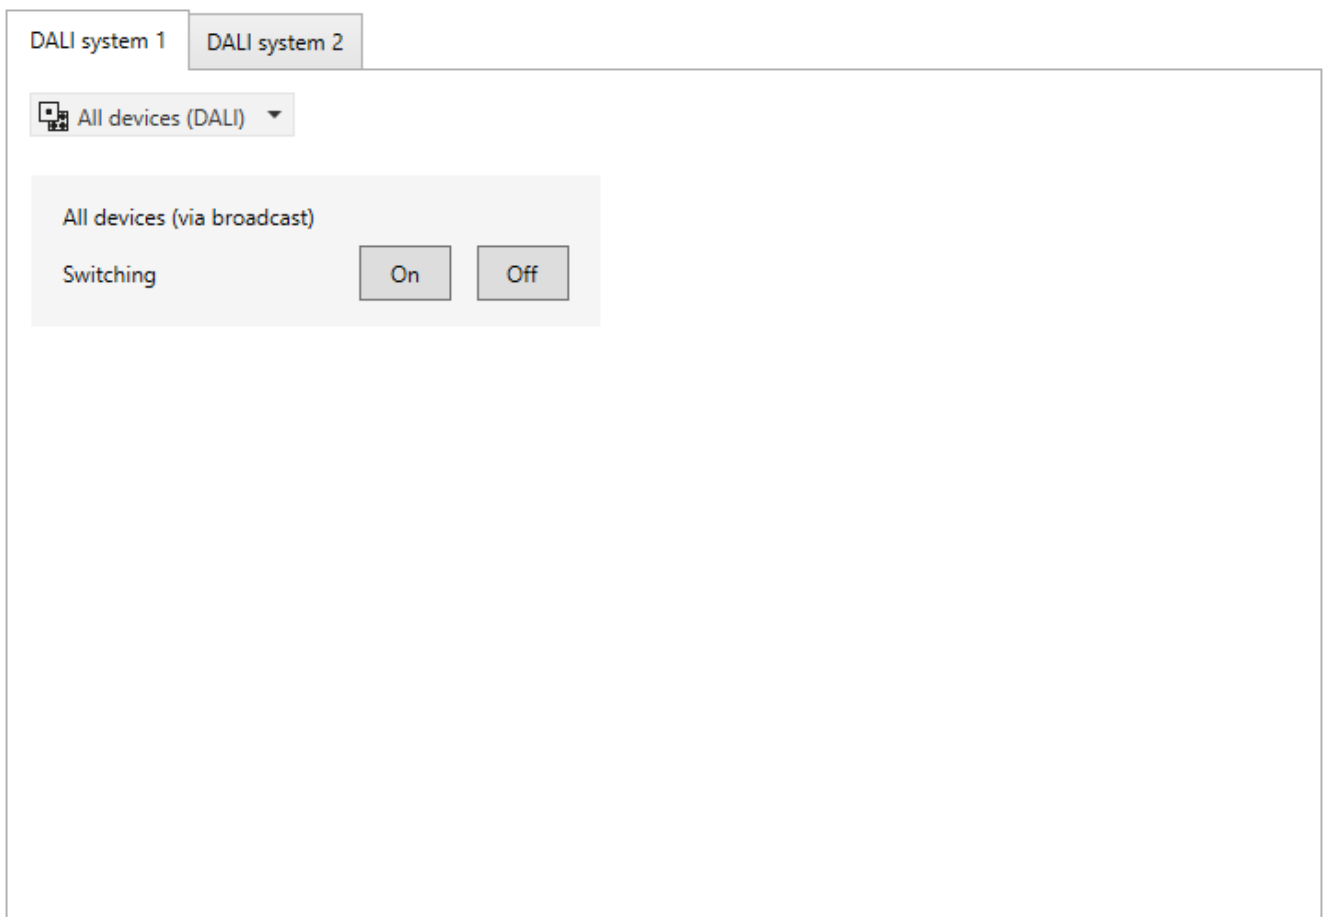 DALI system 1
DALI system 2
All devices (DALI)
All devices (via broadcast)
Switching On Off